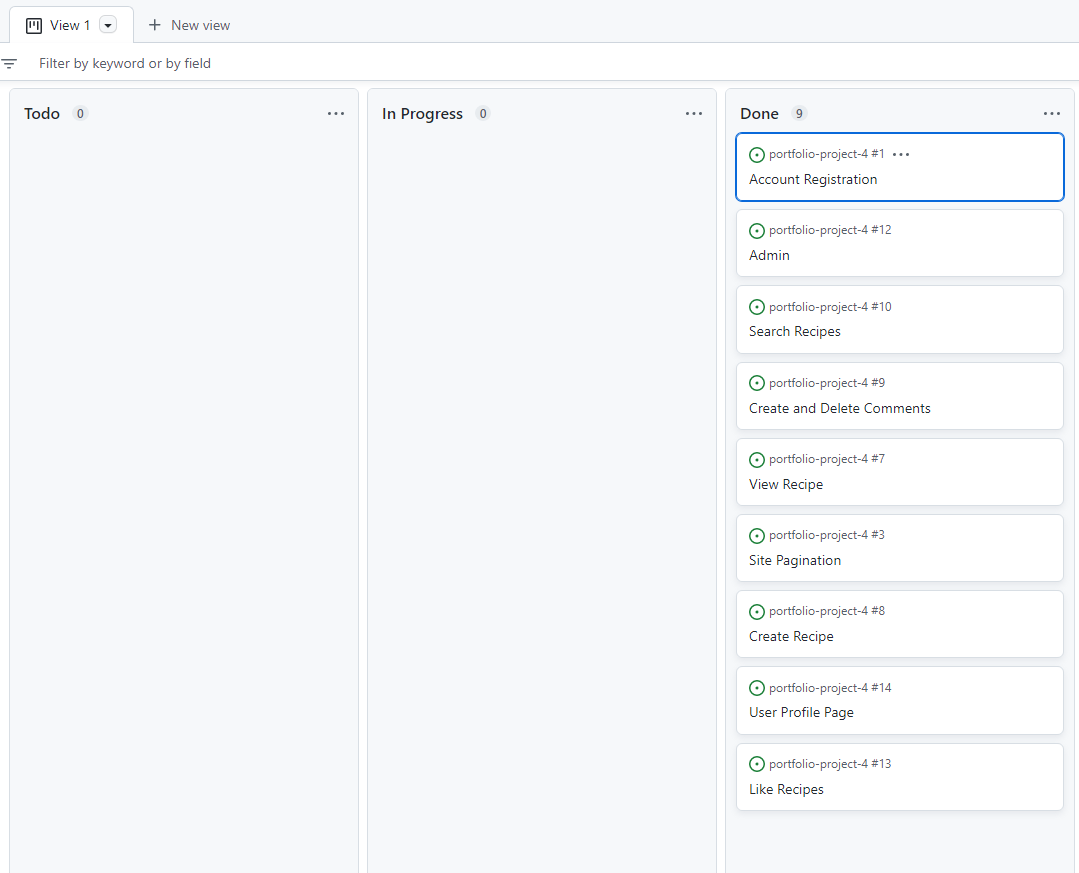 View 1
New view
Filter by keyword or by field
Todo 0
In Progress 0
Done 9
portfolio-project-4 #1
Account Registration
portfolio-project-4 #12
Admin
portfolio-project-4 #10
Search Recipes
portfolio-project-4 #9
Create and Delete Comments
portfolio-project-4 #7
View Recipe
portfolio-project-4 #3
Site Pagination
portfolio-project-4 #8
Create Recipe
portfolio-project-4 #14
User Profile Page
portfolio-project-4 #13
Like Recipes